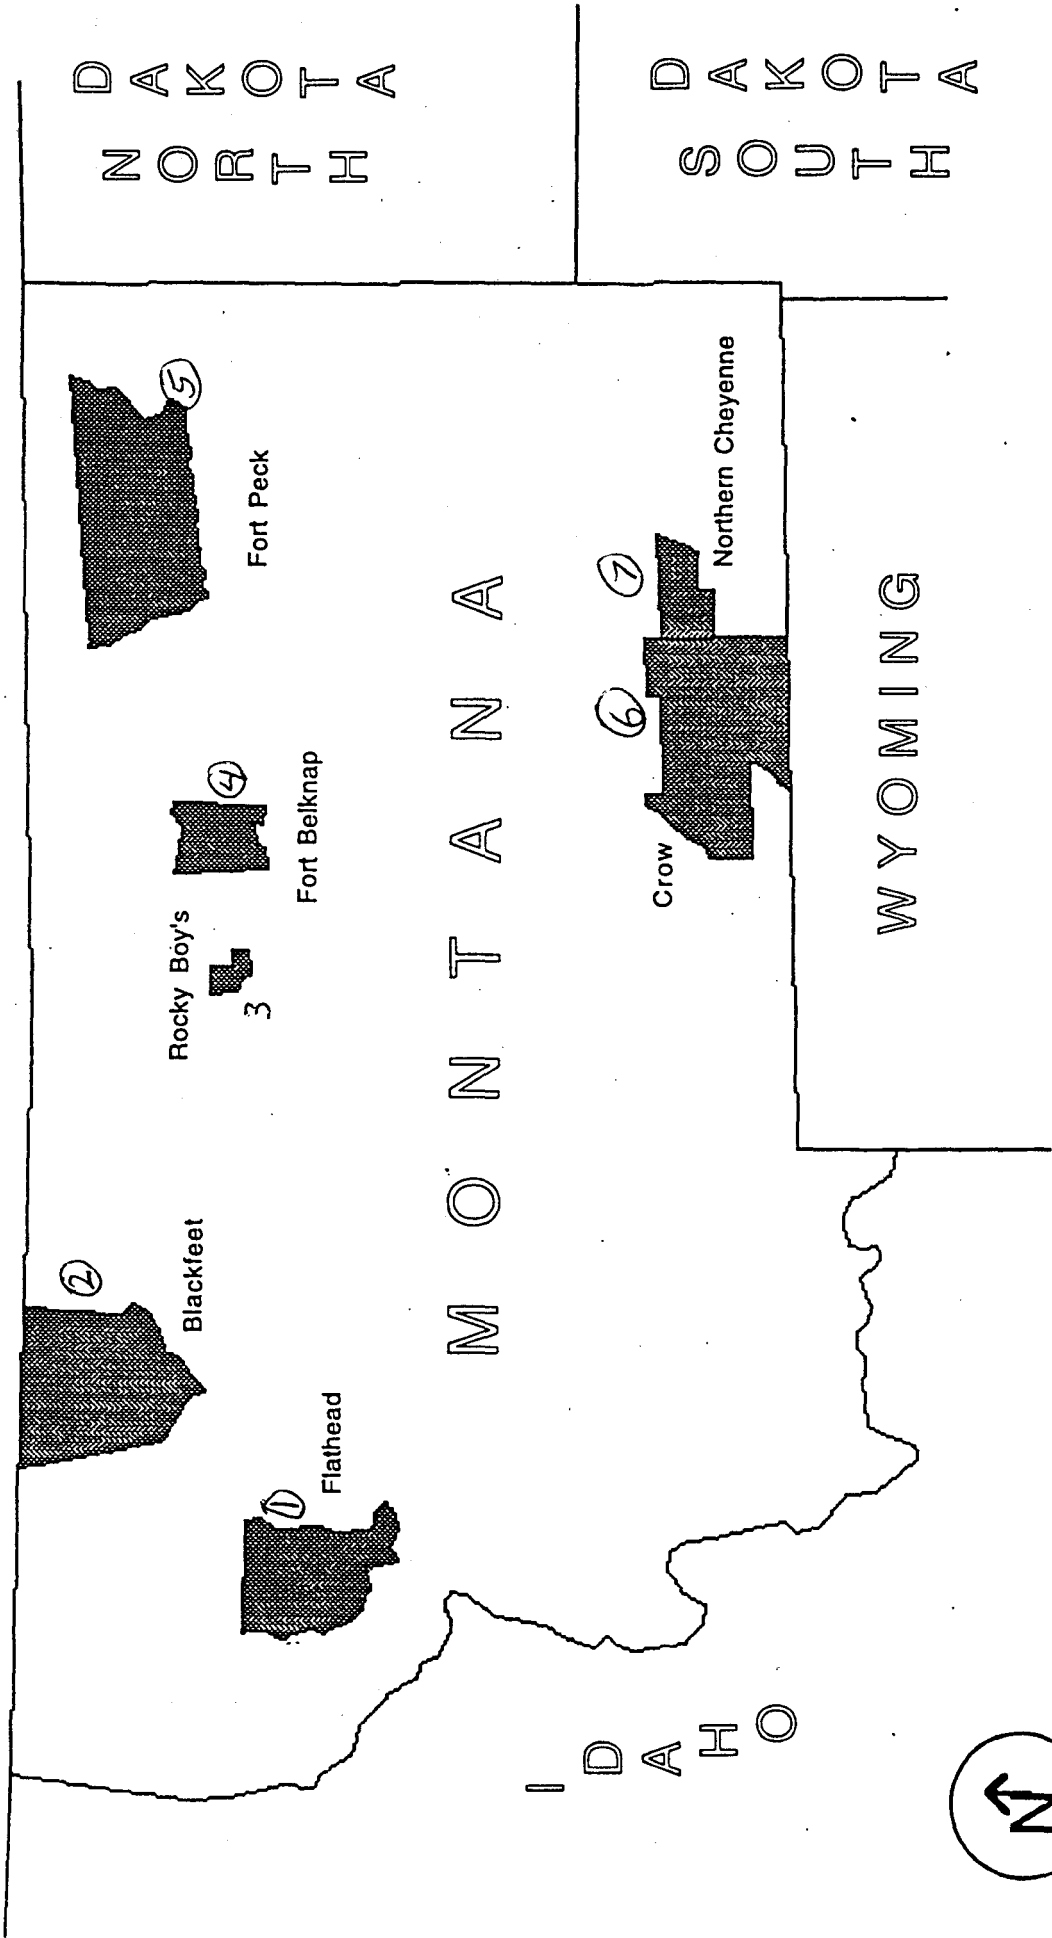 NORTH
DAKOTA
SOUTH
DAKOTA
5
Fort Peck
4
Fort Belknap
Rocky Boy's
3
2
Blackfeet
1
Flathead
MONTANA
7
Northern Cheyenne
6
Crow
WYOMING
IDAHO
N